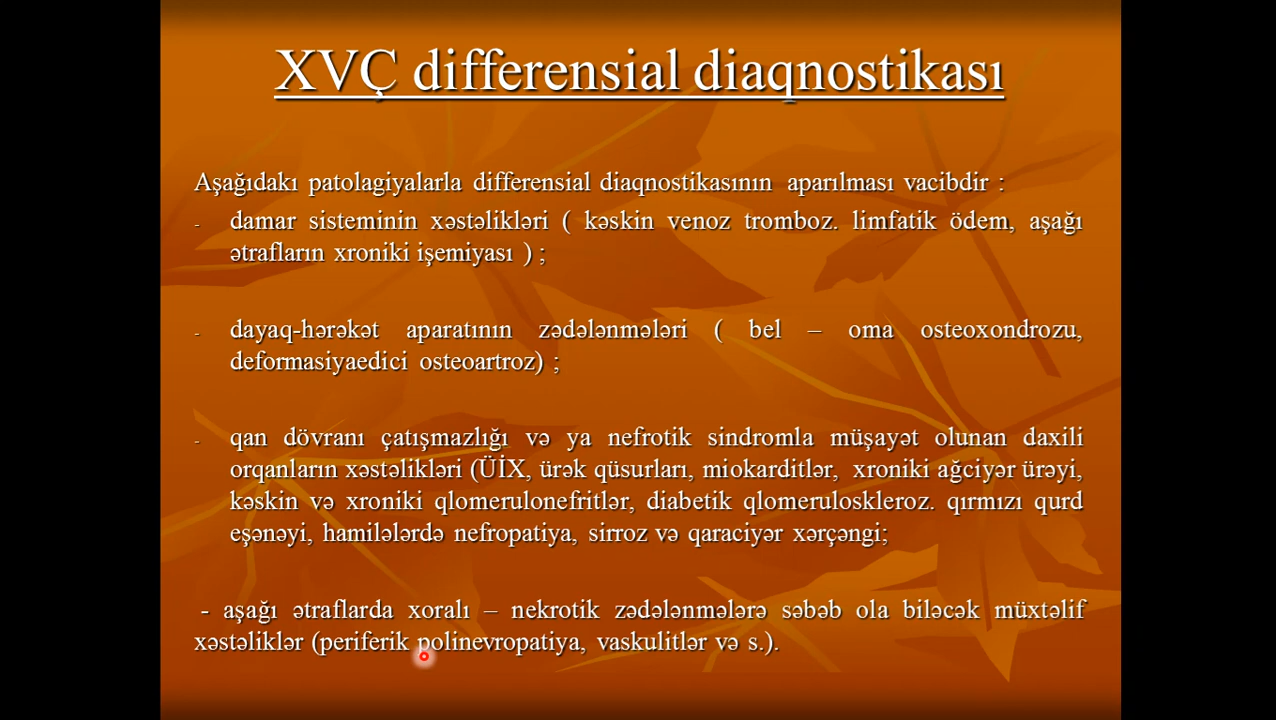 XVÇ differensial diaqnostikası
Aşağıdakı patolagiyalarla differensial diaqnostikasının aparılması vacibdir :
- damar sisteminin xəstəlikləri ( kəskin venoz tromboz. limfatik ödem, aşağı
ətrafların xroniki işemiyası ) ;
- dayaq-hərəkət aparatının zədələnmələri ( bel – oma osteoxondrozu,
deformasiyaedici osteoartroz) ;
- qan dövranı çatışmazlığı və ya nefrotik sindromla müşayət olunan daxili
orqanların xəstəlikləri (ÜİX, ürək qüsurları, miokarditlər, xroniki ağciyər ürəyi,
kəskin və xroniki qlomerulonefritlər, diabetik qlomeruloskleroz. qırmızı qurd
eşənəyi, hamilələrdə nefropatiya, sirroz və qaraciyər xərçəngi;
- aşağı ətraflarda xoralı – nekrotik zədələnmələrə səbəb ola biləcək müxtəlif
xəstəliklər (periferik polinevropatiya, vaskulitlər və s.).